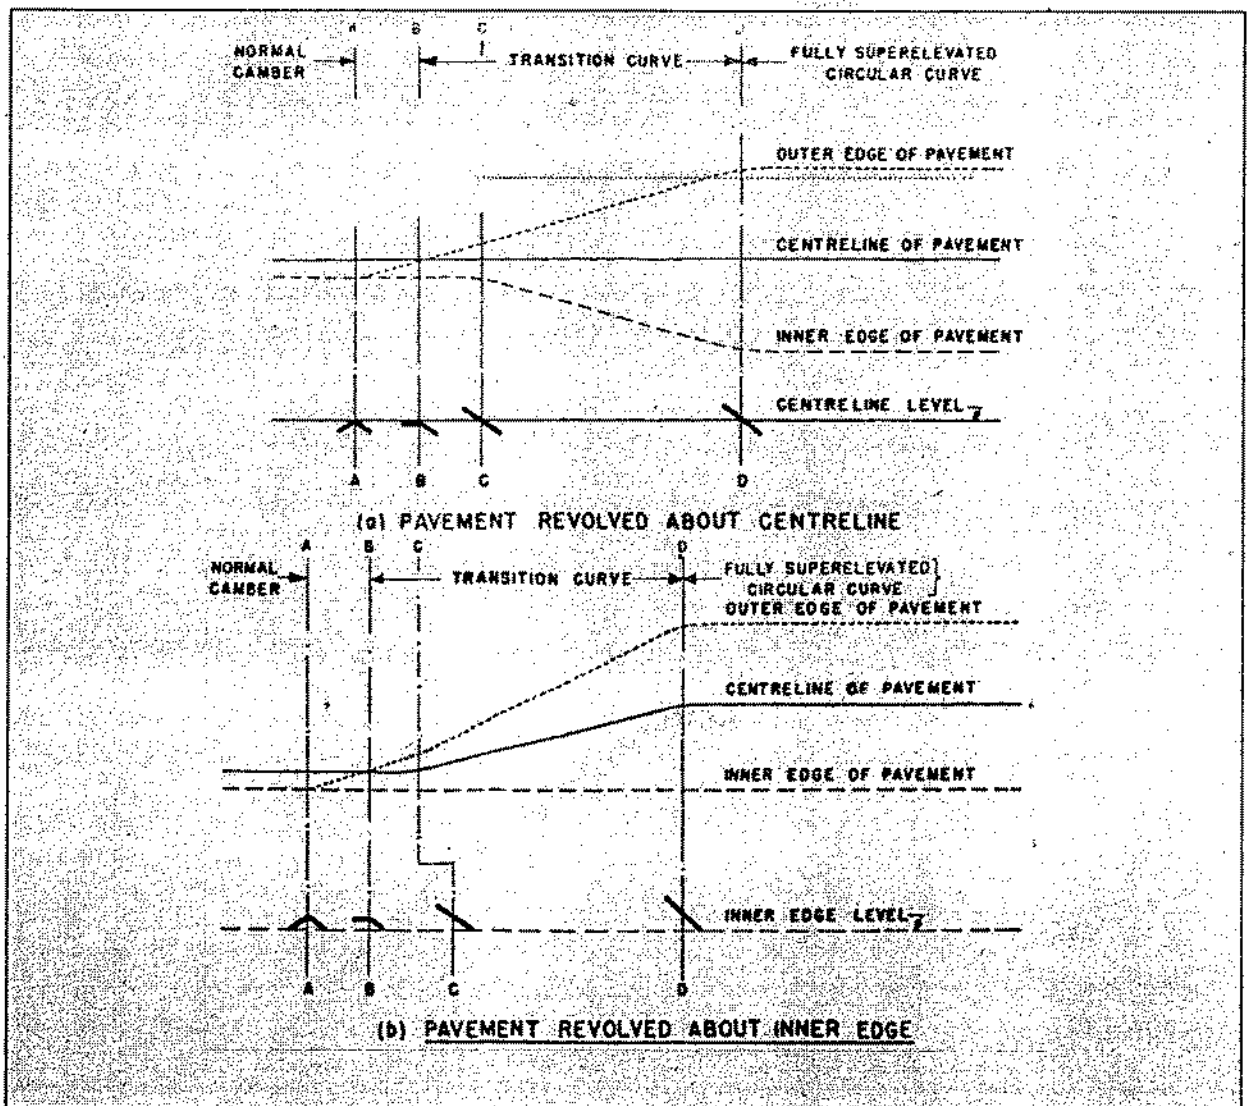 A B C D
NORMAL CAMBER
TRANSITION CURVE
FULLY SUPERELEVATED
CIRCULAR CURVE
OUTER EDGE OF PAVEMENT
CENTRELINE OF PAVEMENT
INNER EDGE OF PAVEMENT
CENTRELINE LEVEL
A B C D
(a) PAVEMENT REVOLVED ABOUT CENTRELINE
A B C D
NORMAL CAMBER
TRANSITION CURVE
FULLY SUPERELEVATED
CIRCULAR CURVE
OUTER EDGE OF PAVEMENT
CENTRELINE OF PAVEMENT
INNER EDGE OF PAVEMENT
INNER EDGE LEVEL
A B C D
(b) PAVEMENT REVOLVED ABOUT INNER EDGE